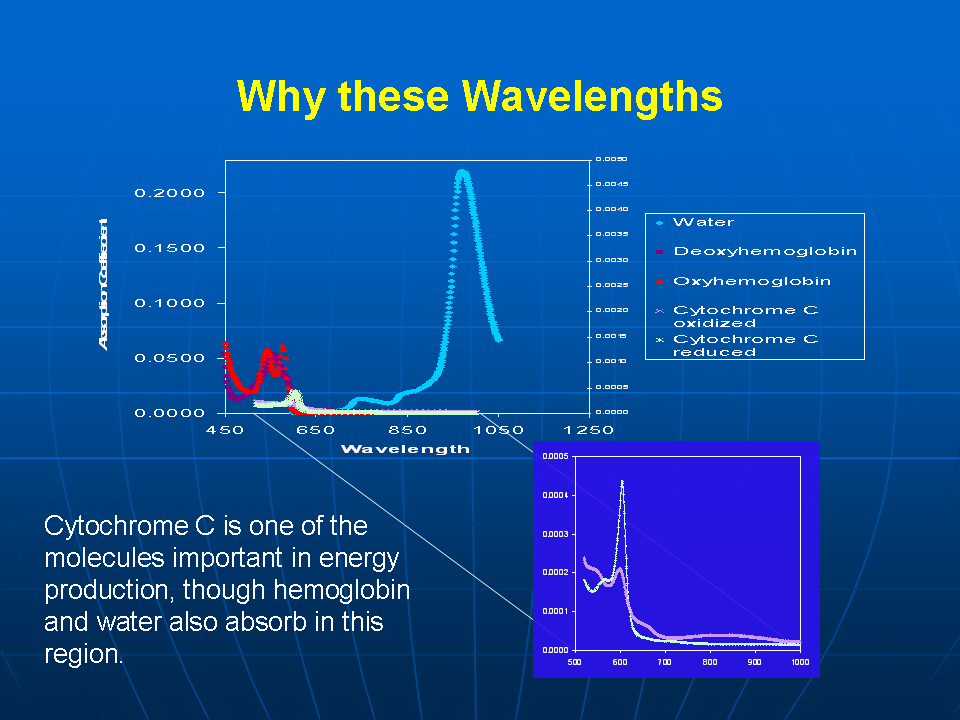 Why these Wavelengths
0.2000
0.1500
0.1000
0.0500
0.0000
Absorption Coefficient
0.0050
0.0045
0.0040
0.0035
0.0030
0.0025
0.0020
0.0015
0.0010
0.0005
0.0000
450 650 850 1050 1250
Wavelength
Water
Deoxyhemoglobin
Oxyhemoglobin
Cytochrome C
oxidized
Cytochrome C
reduced
Cytochrome C is one of the
molecules important in energy
production, though hemoglobin
and water also absorb in this
region.
0.0005
0.0004
0.0003
0.0002
0.0001
0.0000
500 600 700 800 900 1000